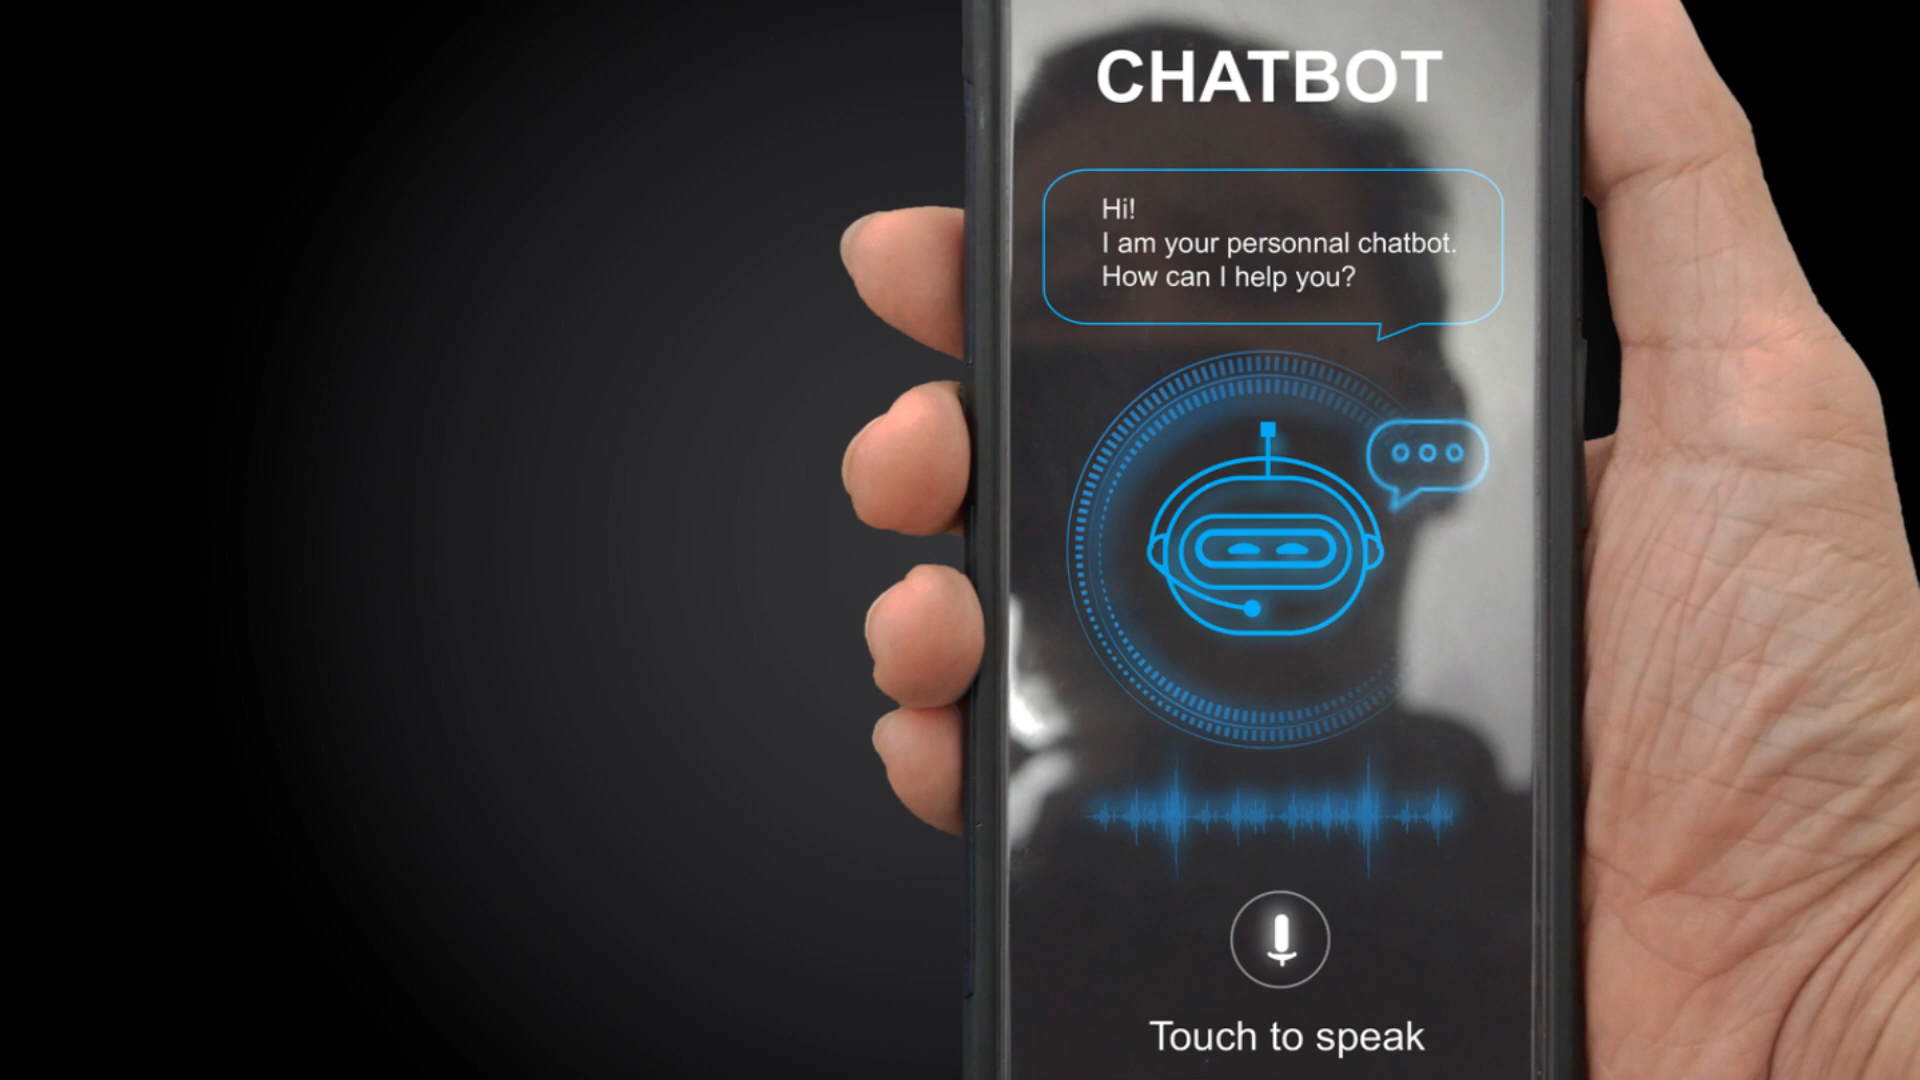 CHATBOT
Hi!
I am your personnal chatbot.
How can I help you?
Touch to speak